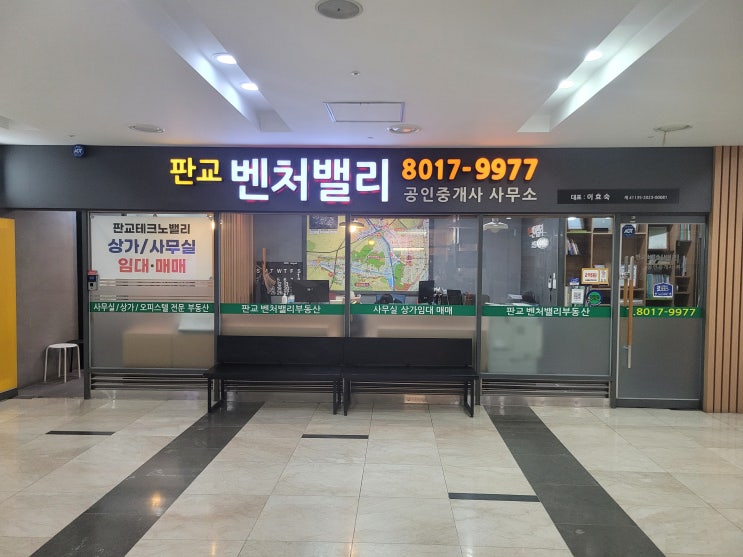 판교 벤처밸리 8017-9977
공인중개사 사무소
대표 : 이효숙
판교테크노밸리
상가/사무실
임대·매매
사무실/상가/오피스텔 전문 부동산
판교 벤처밸리부동산
사무실 상가임대 매매
판교 벤처밸리부동산
8017-9977
ADT
S M T W T F S